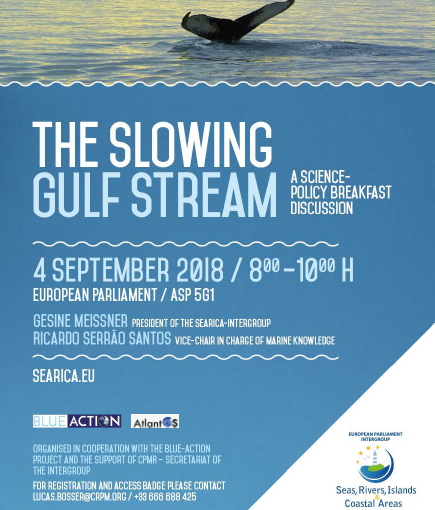 THE SLOWING
GULF STREAM
A SCIENCE-
POLICY BREAKFAST
DISCUSSION
4 SEPTEMBER 2018 / 8⁰⁰-10⁰⁰ H
EUROPEAN PARLIAMENT / ASP 5G1
GESINE MEISSNER PRESIDENT OF THE SEARICA-INTERGROUP
RICARDO SERRÃO SANTOS VICE-CHAIR IN CHARGE OF MARINE KNOWLEDGE
SEARICA.EU
BLUE ACTION
AtlantOS
ORGANISED IN COOPERATION WITH THE BLUE-ACTION
PROJECT AND THE SUPPORT OF CPMR – SECRETARIAT OF
THE INTERGROUP
FOR REGISTRATION AND ACCESS BADGE PLEASE CONTACT
LUCAS.BOSSER@CRPM.ORG / +33 666 688 425
EUROPEAN PARLIAMENT
INTERGROUP
Seas, Rivers, Islands
Coastal Areas